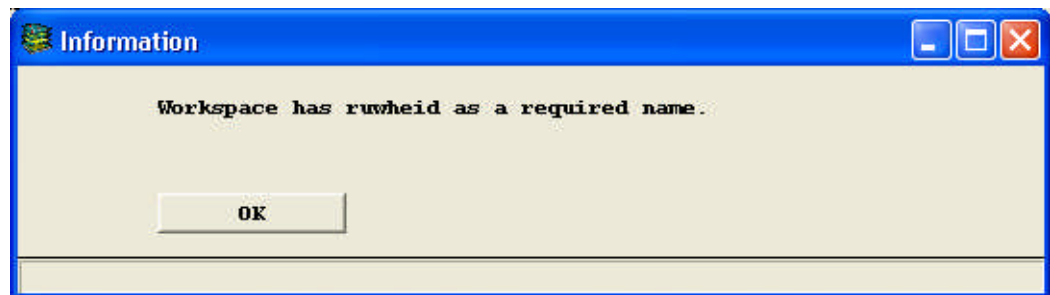 Information
Workspace has ruwheid as a required name.
OK